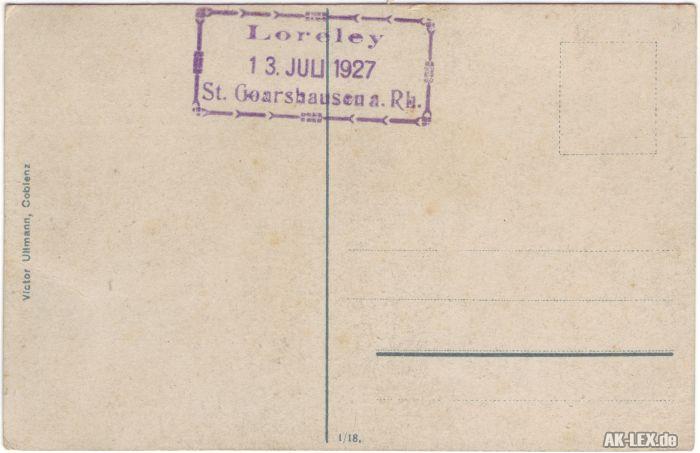 Loreley
13. JULI 1927
St. Goarshausen a. Rh.
Victor Ullmann, Coblenz
1/18.
AK-LEX.de